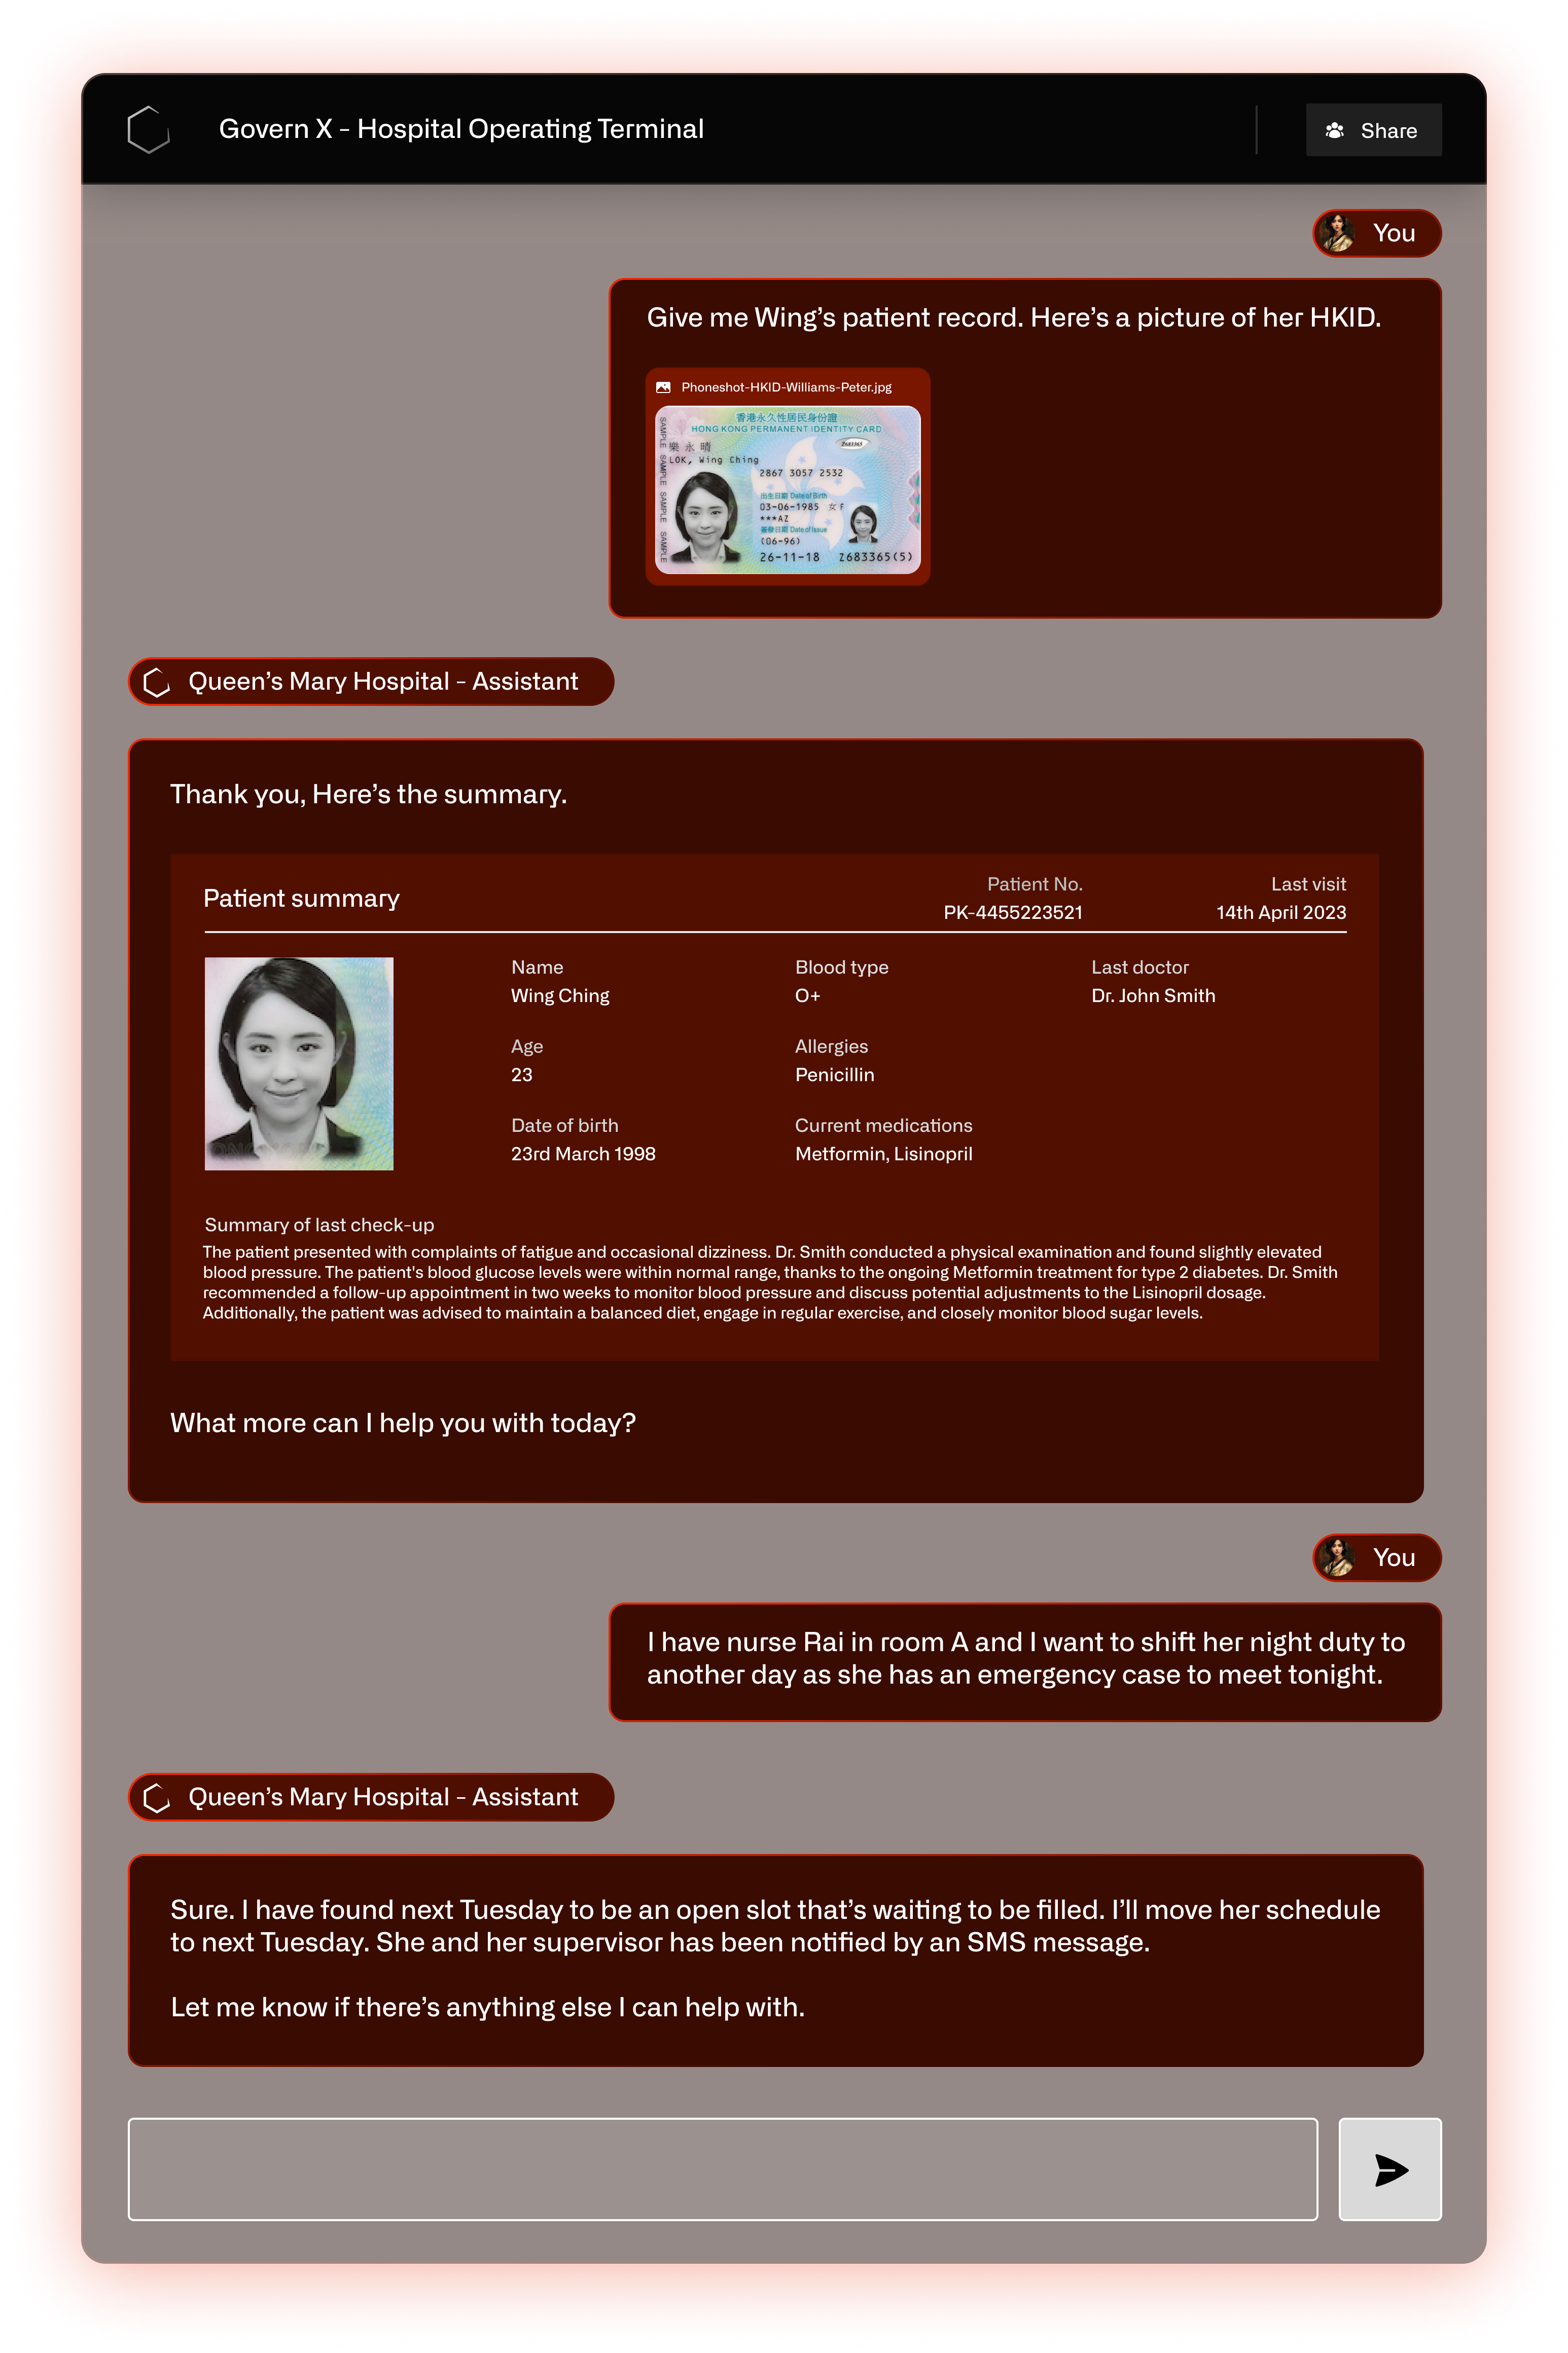 Govern X - Hospital Operating Terminal
Share
You
Give me Wing’s patient record. Here’s a picture of her HKID.
Phoneshot-HKID-Williams-Peter.jpg
香港永久性居民身份證
HONG KONG PERMANENT IDENTITY CARD
SAMPLE SAMPLE SAMPLE SAMPLE
樂永晴
Z683365
LOK, Wing Ching
2867 3057 2532
出生日期 Date of Birth
03-06-1985 女 F
***AZ
簽發日期 Date of Issue
(06-96)
26-11-18 Z683365(5)
Queen’s Mary Hospital - Assistant
Thank you, Here’s the summary.
Patient summary
Patient No.
PK-4455223521
Last visit
14th April 2023
Name
Wing Ching
Blood type
O+
Last doctor
Dr. John Smith
Age
23
Allergies
Penicillin
Date of birth
23rd March 1998
Current medications
Metformin, Lisinopril
Summary of last check-up
The patient presented with complaints of fatigue and occasional dizziness. Dr. Smith conducted a physical examination and found slightly elevated
blood pressure. The patient's blood glucose levels were within normal range, thanks to the ongoing Metformin treatment for type 2 diabetes. Dr. Smith
recommended a follow-up appointment in two weeks to monitor blood pressure and discuss potential adjustments to the Lisinopril dosage.
Additionally, the patient was advised to maintain a balanced diet, engage in regular exercise, and closely monitor blood sugar levels.
What more can I help you with today?
You
I have nurse Rai in room A and I want to shift her night duty to
another day as she has an emergency case to meet tonight.
Queen’s Mary Hospital - Assistant
Sure. I have found next Tuesday to be an open slot that’s waiting to be filled. I’ll move her schedule
to next Tuesday. She and her supervisor has been notified by an SMS message.
Let me know if there’s anything else I can help with.